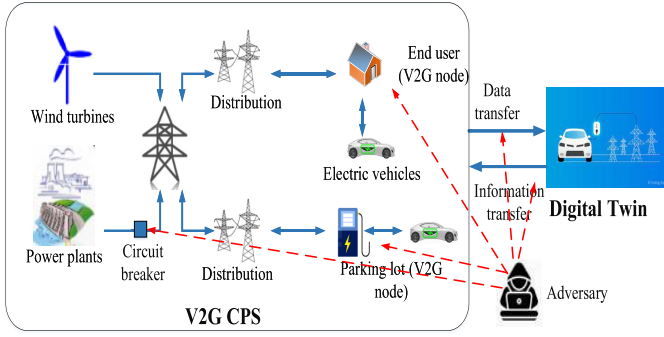 Wind turbines
Power plants
Circuit
breaker
Distribution
Distribution
End user
(V2G node)
Electric vehicles
Parking lot (V2G
node)
V2G CPS
Data
transfer
Information
transfer
Digital Twin
Adversary